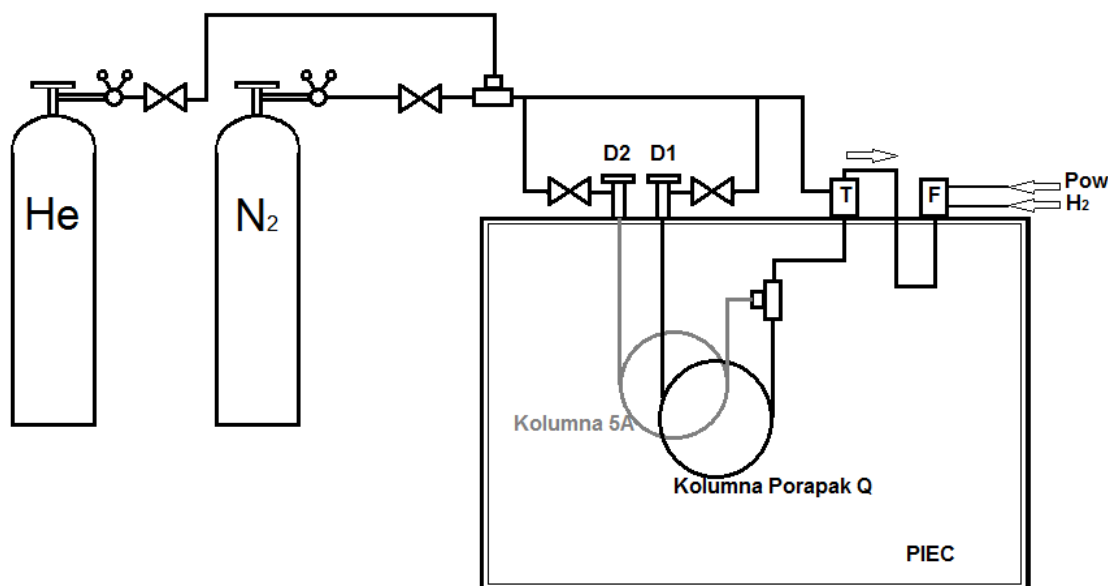 He
N₂
D2
D1
T
F
Pow
H₂
Kolumna 5A
Kolumna Porapak Q
PIEC